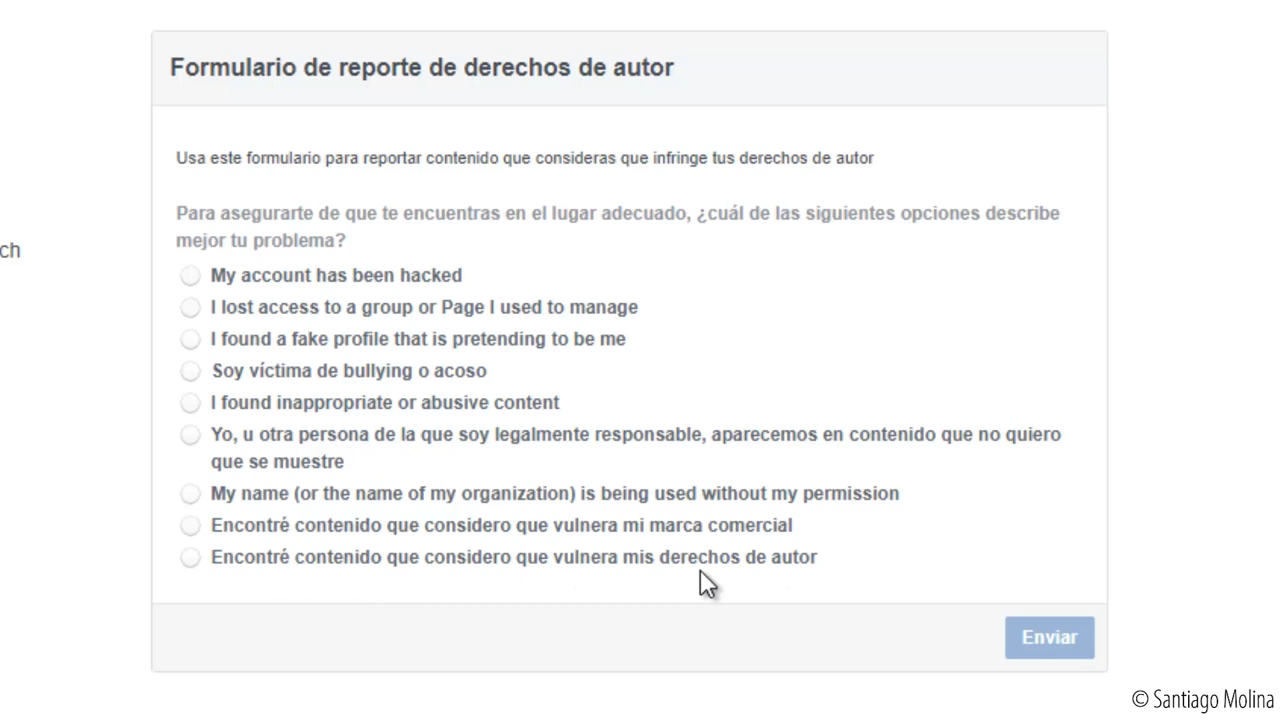 Formulario de reporte de derechos de autor
Usa este formulario para reportar contenido que consideras que infringe tus derechos de autor
Para asegurarte de que te encuentras en el lugar adecuado, ¿cuál de las siguientes opciones describe
mejor tu problema?
ch
My account has been hacked
I lost access to a group or Page I used to manage
I found a fake profile that is pretending to be me
Soy víctima de bullying o acoso
I found inappropriate or abusive content
Yo, u otra persona de la que soy legalmente responsable, aparecemos en contenido que no quiero
que se muestre
My name (or the name of my organization) is being used without my permission
Encontré contenido que considero que vulnera mi marca comercial
Encontré contenido que considero que vulnera mis derechos de autor
Enviar
© Santiago Molina